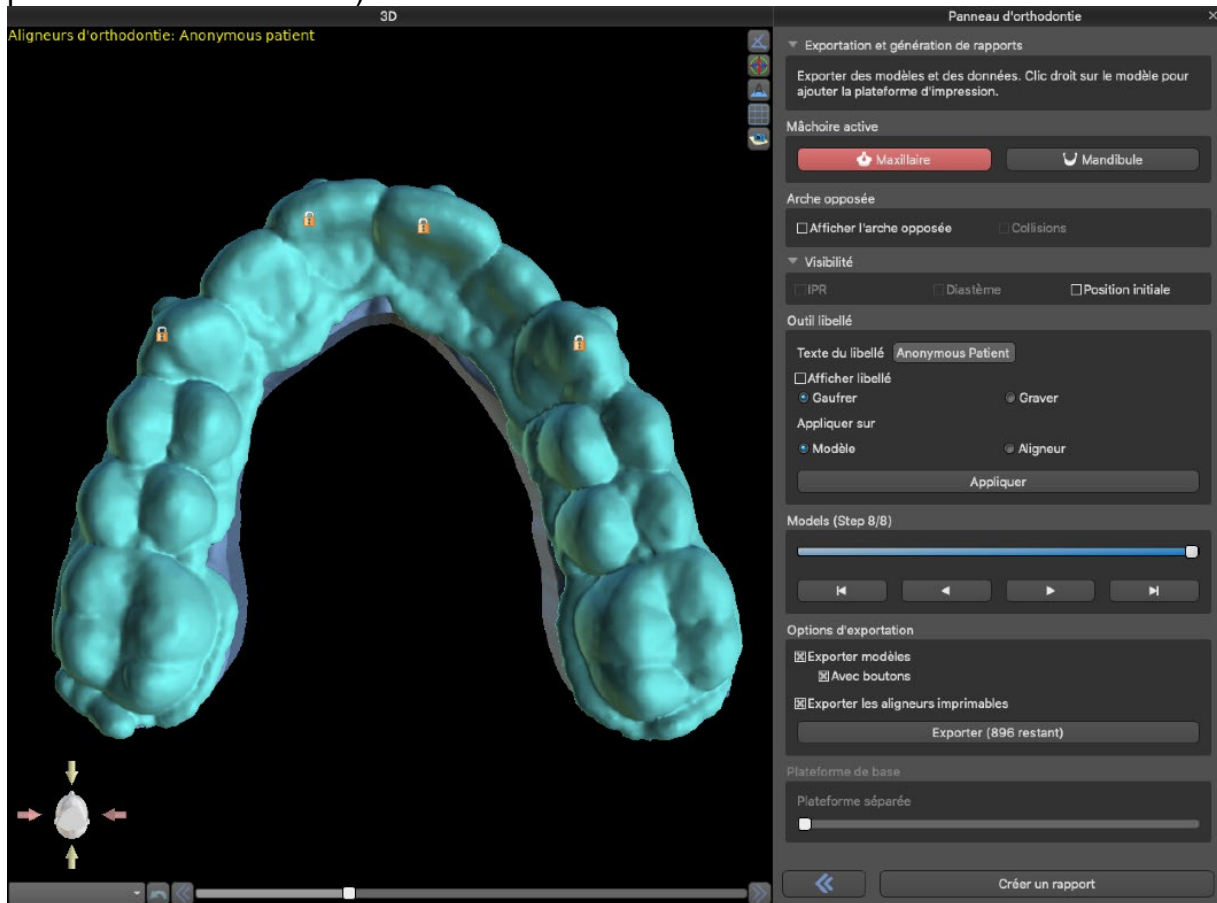 3D
Panneau d'orthodontie
Aligneurs d'orthodontie: Anonymous patient
Exportation et génération de rapports
Exporter des modèles et des données. Clic droit sur le modèle pour
ajouter la plateforme d'impression.
Mâchoire active
Maxillaire Mandibule
Arche opposée
Afficher l'arche opposée Collisions
Visibilité
IPR Diastème Position initiale
Outil libellé
Texte du libellé Anonymous Patient
Afficher libellé
Gaufrer Graver
Appliquer sur
Modèle Aligneur
Appliquer
Models (Step 8/8)
Options d'exportation
Exporter modèles
Avec boutons
Exporter les aligneurs imprimables
Exporter (896 restant)
Plateforme de base
Plateforme séparée
Créer un rapport